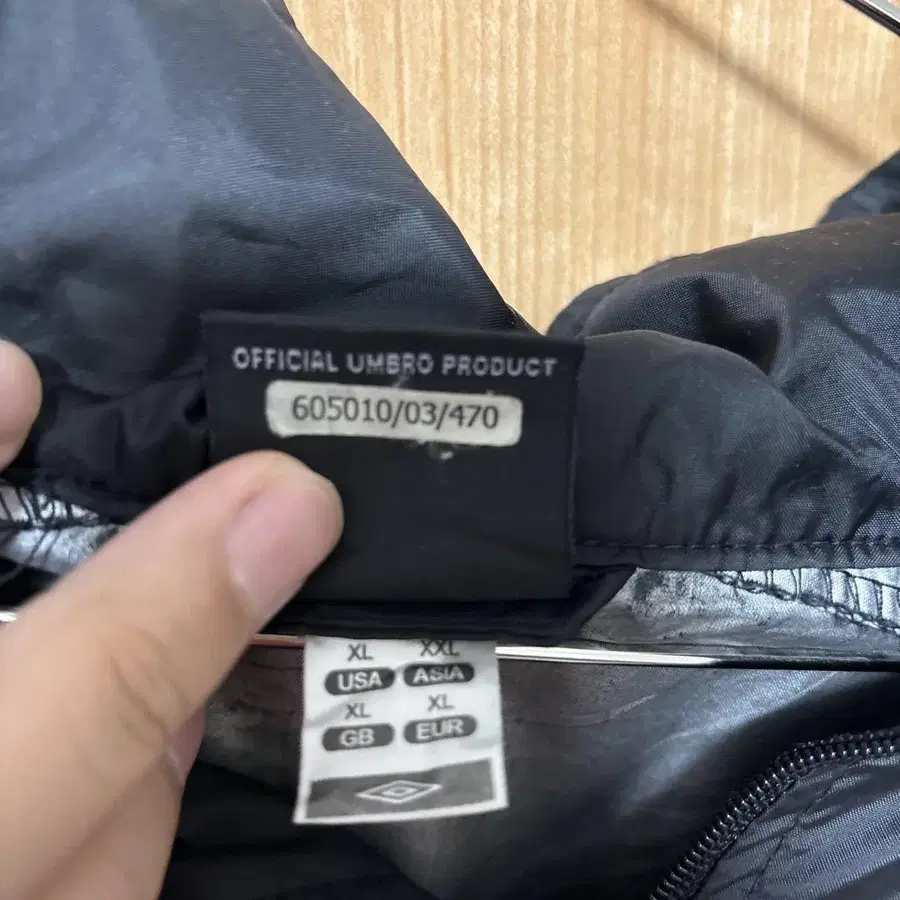 OFFICIAL UMBRO PRODUCT
605010/03/470
XL XXL
USA ASIA
XL XL
GB EUR